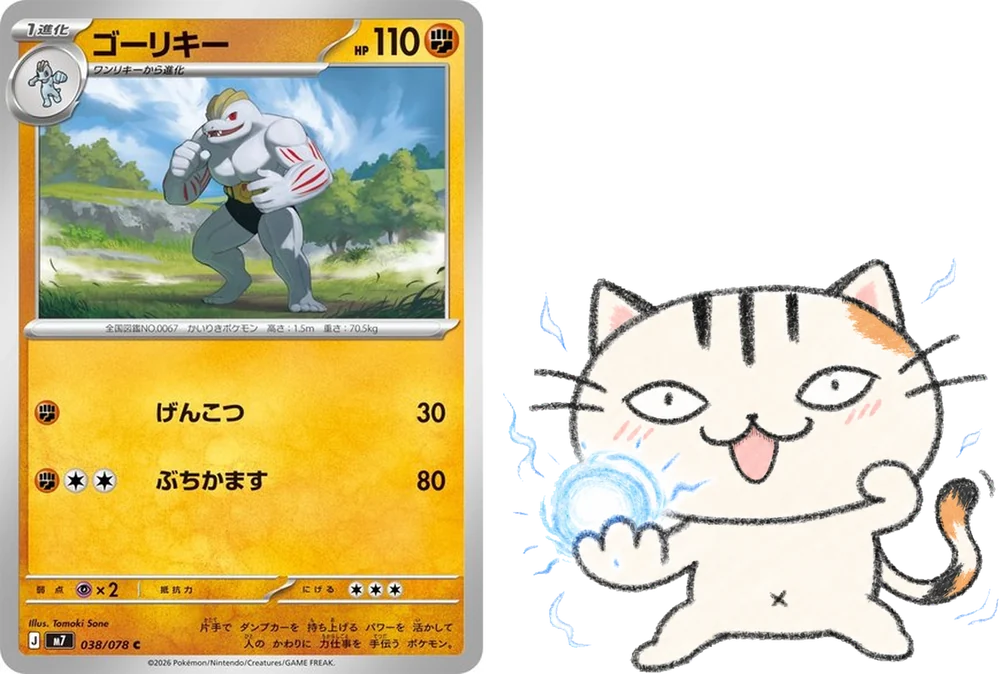 1進化
ゴーリキー
HP 110
ワンリキーから進化
全国図鑑NO.0067 かいりきポケモン 高さ：1.5m 重さ：70.5kg
げんこつ 30
ぶちかます 80
弱点 ×2 抵抗力 にげる
Illus. Tomoki Sone
片手で ダンプカーを 持ち上げる パワーを 活かして
人の かわりに 力仕事を 手伝う ポケモン。
J M7 038/078 C
©2026 Pokémon/Nintendo/Creatures/GAME FREAK.